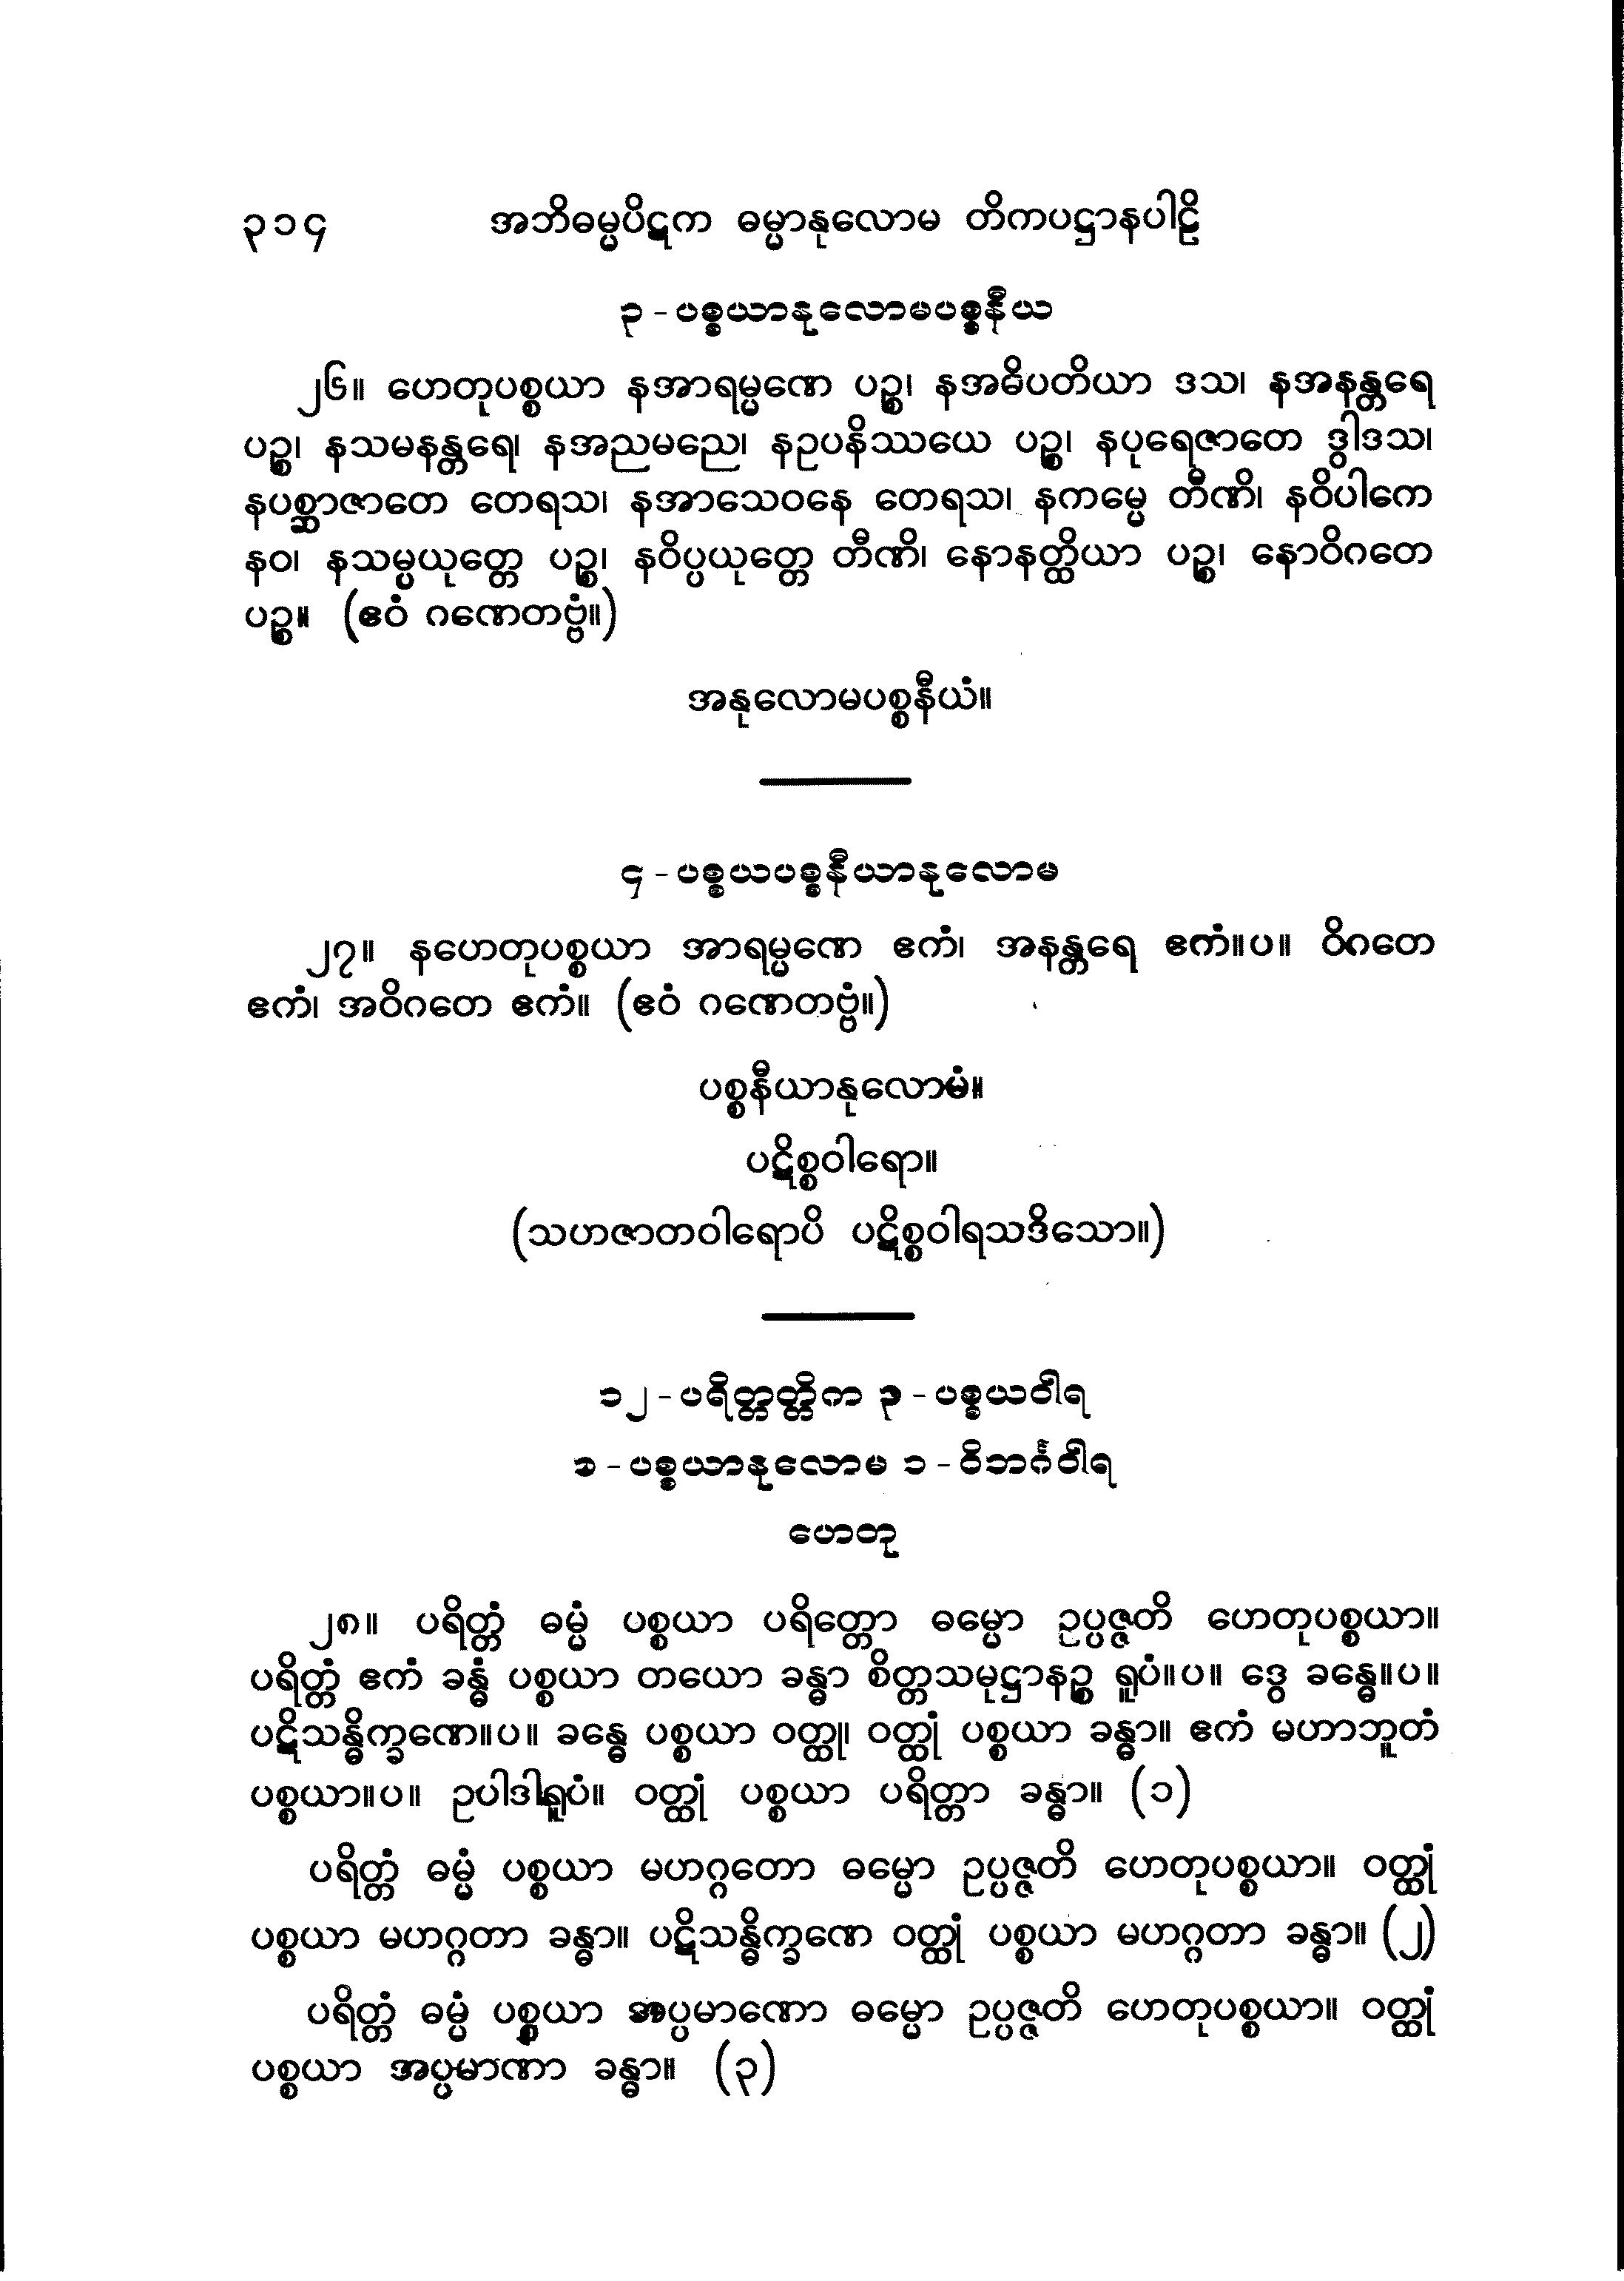 ၃၁၄ အဘိဓမ္မပိဋက ဓမ္မာနုလောမ တိကပဋ္ဌာနပါဠိ
၃ - ပစ္စယာနုလောမပစ္စနီယ
၂၆။ ဟေတုပစ္စယာ နအာရမ္မဏေ ပဉ္စ၊ နအဓိပတိယာ ဒသ၊ နအနန္တရေ
ပဉ္စ၊ နသမနန္တရေ၊ နအညမညေ၊ နဥပနိဿယေ ပဉ္စ၊ နပုရေဇာတေ ဒွါဒသ၊
နပစ္ဆာဇာတေ တေရသ၊ နအာသေဝနေ တေရသ၊ နကမ္မေ တီဏိ၊ နဝိပါကေ
နဝ၊ နသမ္ပယုတ္တေ ပဉ္စ၊ နဝိပ္ပယုတ္တေ တီဏိ၊ နောနတ္ထိယာ ပဉ္စ၊ နောဝိဂတေ
ပဉ္စ။ (ဧဝံ ဂဏေတဗ္ဗံ။)
အနုလောမပစ္စနီယံ။
၄ - ပစ္စယပစ္စနီယာနုလောမ
၂၇။ နဟေတုပစ္စယာ အာရမ္မဏေ ဧကံ၊ အနန္တရေ ဧကံ။ပ။ ဝိဂတေ
ဧကံ၊ အဝိဂတေ ဧကံ။ (ဧဝံ ဂဏေတဗ္ဗံ။)
ပစ္စနီယာနုလောမံ။
ပဋိစ္စဝါရော။
(သဟဇာတဝါရောပိ ပဋိစ္စဝါရသဒိသော။)
၁၂ - ပရိတ္တတ္တိက ၃ - ပစ္စယဝါရ
၁ - ပစ္စယာနုလောမ ၁ - ဝိဘင်္ဂဝါရ
ဟေတု
၂၈။ ပရိတ္တံ ဓမ္မံ ပစ္စယာ ပရိတ္တော ဓမ္မော ဥပ္ပဇ္ဇတိ ဟေတုပစ္စယာ။
ပရိတ္တံ ဧကံ ခန္ဓံ ပစ္စယာ တယော ခန္ဓာ စိတ္တသမုဋ္ဌာနဉ္စ ရူပံ။ပ။ ဒွေ ခန္ဓေ။ပ။
ပဋိသန္ဓိက္ခဏေ။ပ။ ခန္ဓေ ပစ္စယာ ဝတ္ထု၊ ဝတ္ထုံ ပစ္စယာ ခန္ဓာ။ ဧကံ မဟာဘူတံ
ပစ္စယာ။ပ။ ဥပါဒါရူပံ။ ဝတ္ထုံ ပစ္စယာ ပရိတ္တာ ခန္ဓာ။ (၁)
ပရိတ္တံ ဓမ္မံ ပစ္စယာ မဟဂ္ဂတော ဓမ္မော ဥပ္ပဇ္ဇတိ ဟေတုပစ္စယာ။ ဝတ္ထုံ
ပစ္စယာ မဟဂ္ဂတာ ခန္ဓာ။ ပဋိသန္ဓိက္ခဏေ ဝတ္ထုံ ပစ္စယာ မဟဂ္ဂတာ ခန္ဓာ။ (၂)
ပရိတ္တံ ဓမ္မံ ပစ္စယာ အပ္ပမာဏော ဓမ္မော ဥပ္ပဇ္ဇတိ ဟေတုပစ္စယာ။ ဝတ္ထုံ
ပစ္စယာ အပ္ပမာဏာ ခန္ဓာ။ (၃)